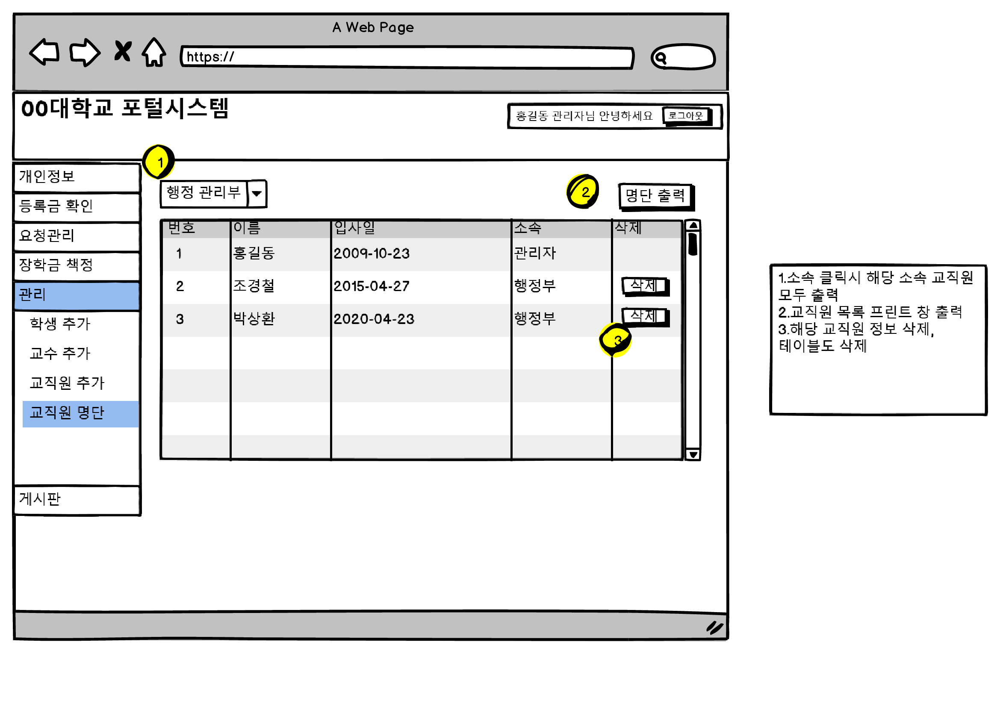 A Web Page
https://
00대학교 포털시스템
홍길동 관리자님 안녕하세요 로그아웃
1
개인정보
등록금 확인
요청관리
장학금 책정
관리
학생 추가
교수 추가
교직원 추가
교직원 명단
게시판
행정 관리부
2
명단 출력
번호 이름 입사일 소속 삭제
1 홍길동 2009-10-23 관리자
2 조경철 2015-04-27 행정부 삭제
3 박상환 2020-04-23 행정부 삭제
3
1.소속 클릭시 해당 소속 교직원
모두 출력
2.교직원 목록 프린트 창 출력
3.해당 교직원 정보 삭제,
테이블도 삭제